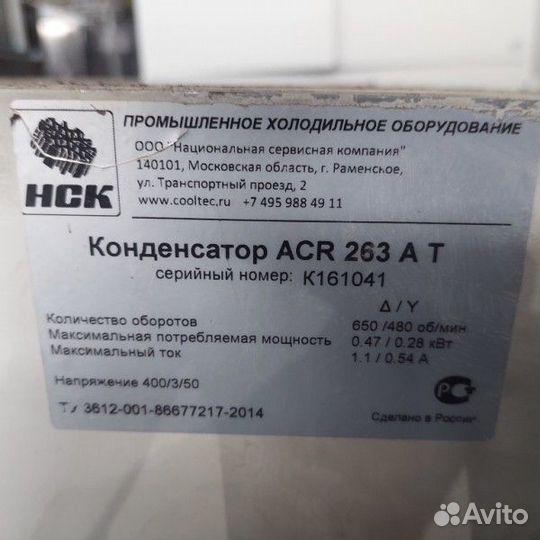 НСК
ПРОМЫШЛЕННОЕ ХОЛОДИЛЬНОЕ ОБОРУДОВАНИЕ
ООО "Национальная сервисная компания"
140101, Московская область, г. Раменское,
ул. Транспортный проезд, 2
www.cooltec.ru +7 495 988 49 11
Конденсатор ACR 263 A T
серийный номер: K161041
Δ / Y
Количество оборотов 650 /480 об/мин
Максимальная потребляемая мощность 0.47 / 0.28 кВт
Максимальный ток 1.1 / 0.54 А
Напряжение 400/3/50
ТУ 3612-001-86677217-2014
РСТ
Сделано в России
Avito